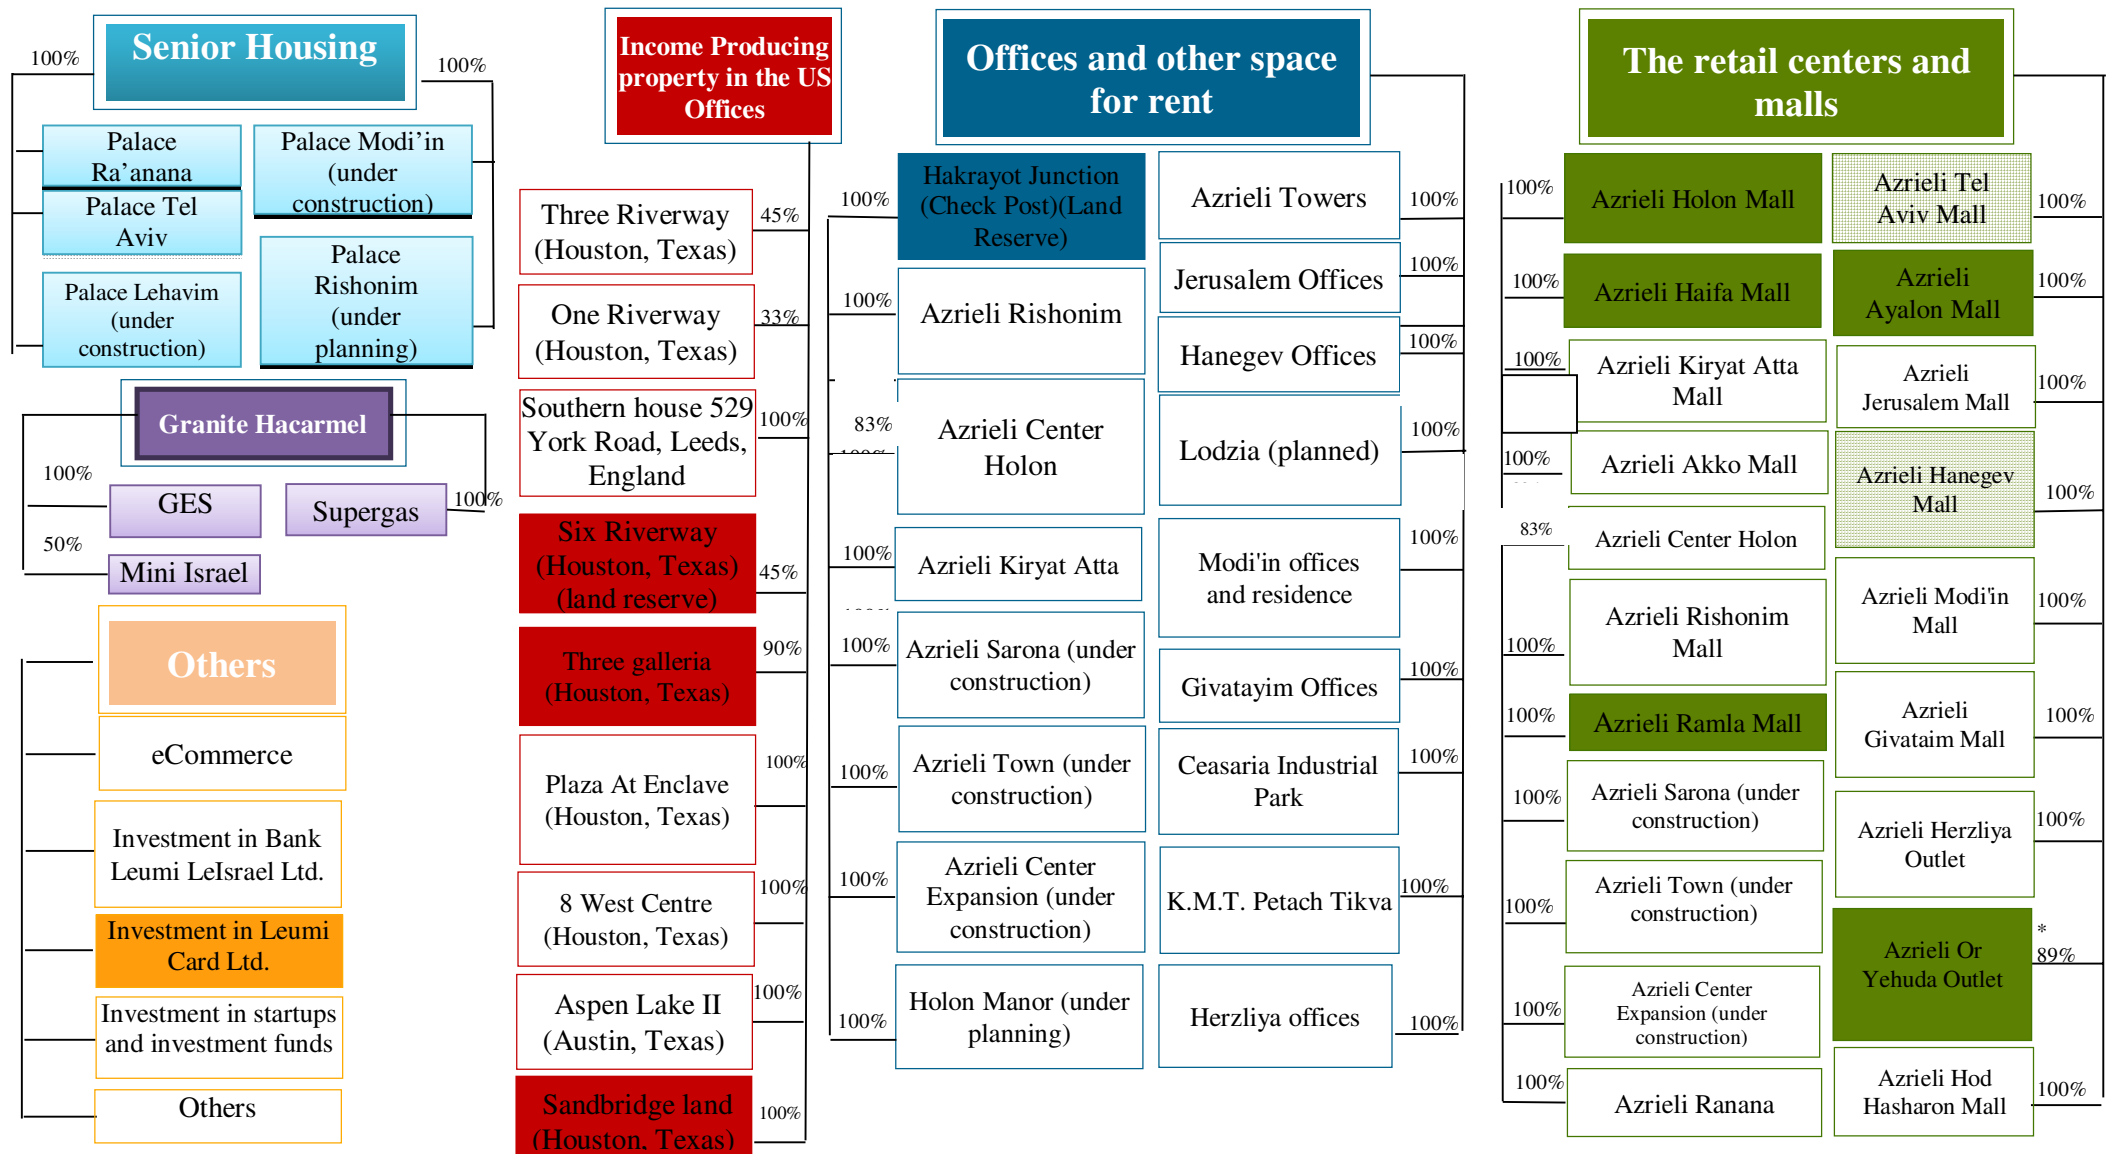 Senior Housing
100%
100%
Palace
Ra’anana
Palace Modi’in
(under
construction)
Palace Tel
Aviv
Palace
Rishonim
(under
planning)
Palace Lehavim
(under
construction)
Granite Hacarmel
100%
GES
Supergas
100%
50%
Mini Israel
Others
eCommerce
Investment in Bank
Leumi LeIsrael Ltd.
Investment in Leumi
Card Ltd.
Investment in startups
and investment funds
Others
Income Producing
property in the US
Offices
Three Riverway
(Houston, Texas)
45%
One Riverway
(Houston, Texas)
33%
Southern house 529
York Road, Leeds,
England
100%
Six Riverway
(Houston, Texas)
(land reserve)
45%
Three galleria
(Houston, Texas)
90%
Plaza At Enclave
(Houston, Texas)
100%
8 West Centre
(Houston, Texas)
100%
Aspen Lake II
(Austin, Texas)
100%
Sandbridge land
(Houston, Texas)
100%
Offices and other space
for rent
100%
Hakrayot Junction
(Check Post)(Land
Reserve)
100%
Azrieli Rishonim
83%
Azrieli Center
Holon
100%
Azrieli Kiryat Atta
100%
Azrieli Sarona (under
construction)
100%
Azrieli Town (under
construction)
100%
Azrieli Center
Expansion (under
construction)
100%
Holon Manor (under
planning)
Azrieli Towers
100%
Jerusalem Offices
100%
Hanegev Offices
100%
Lodzia (planned)
100%
Modi'in offices
and residence
100%
Givatayim Offices
100%
Ceasaria Industrial
Park
100%
K.M.T. Petach Tikva
100%
Herzliya offices
100%
The retail centers and
malls
100%
Azrieli Holon Mall
100%
Azrieli Haifa Mall
100%
Azrieli Kiryat Atta
Mall
100%
Azrieli Akko Mall
83%
Azrieli Center Holon
100%
Azrieli Rishonim
Mall
100%
Azrieli Ramla Mall
100%
Azrieli Sarona (under
construction)
100%
Azrieli Town (under
construction)
100%
Azrieli Center
Expansion (under
construction)
100%
Azrieli Ranana
Azrieli Tel
Aviv Mall
100%
Azrieli
Ayalon Mall
100%
Azrieli
Jerusalem Mall
100%
Azrieli Hanegev
Mall
100%
Azrieli Modi'in
Mall
100%
Azrieli
Givataim Mall
100%
Azrieli Herzliya
Outlet
100%
Azrieli Or
Yehuda Outlet
*
89%
Azrieli Hod
Hasharon Mall
100%